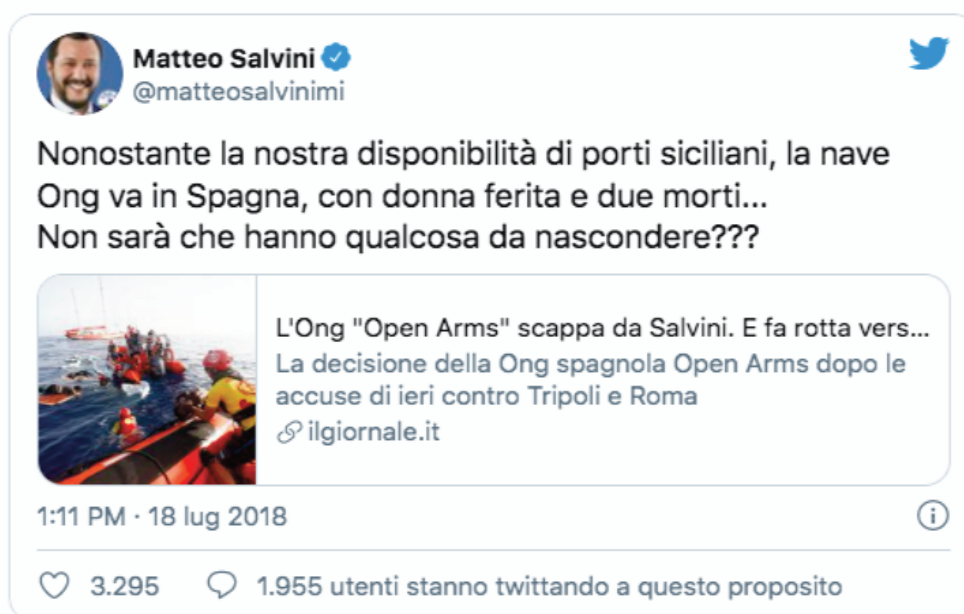 Matteo Salvini
@matteosalvinimi
Nonostante la nostra disponibilità di porti siciliani, la nave
Ong va in Spagna, con donna ferita e due morti...
Non sarà che hanno qualcosa da nascondere???
L'Ong "Open Arms" scappa da Salvini. E fa rotta vers...
La decisione della Ong spagnola Open Arms dopo le
accuse di ieri contro Tripoli e Roma
ilgiornale.it
1:11 PM · 18 lug 2018
3.295 1.955 utenti stanno twittando a questo proposito